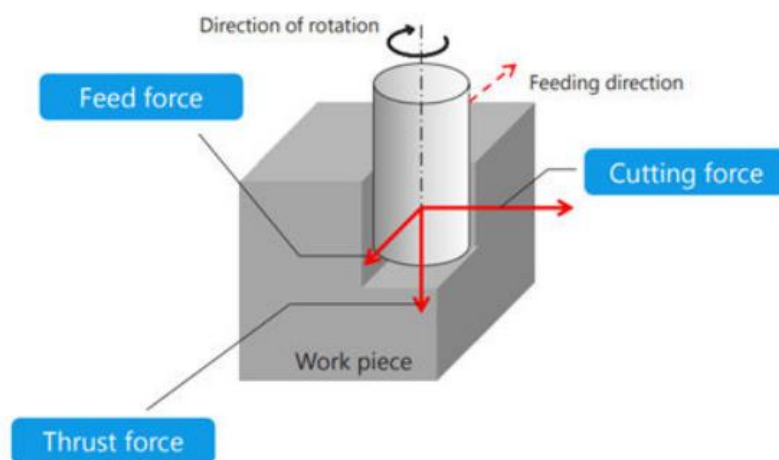 Direction of rotation
Feeding direction
Feed force
Cutting force
Work piece
Thrust force